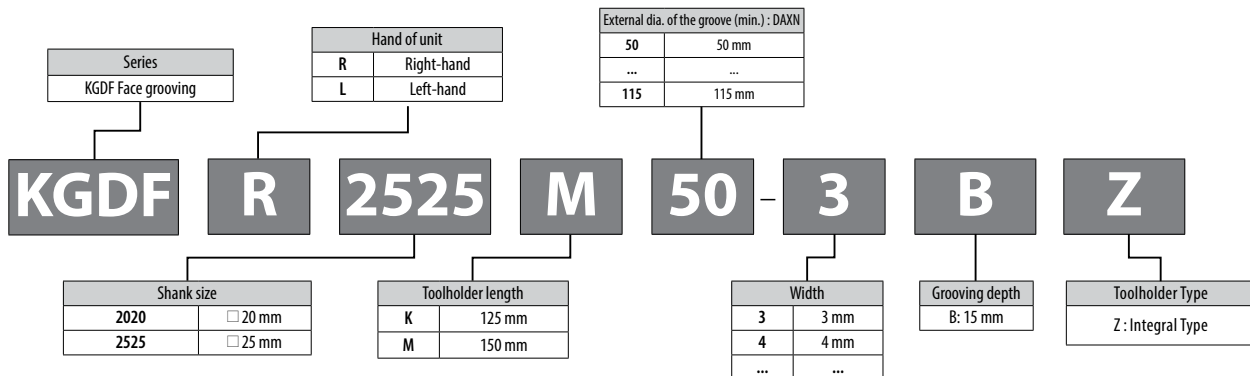 External dia. of the groove (min.) : DAXN
50 50 mm
... ...
115 115 mm
Hand of unit
R Right-hand
L Left-hand
Series
KGDF Face grooving
KGDF R 2525 M 50 – 3 B Z
Shank size
2020 □ 20 mm
2525 □ 25 mm
Toolholder length
K 125 mm
M 150 mm
Width
3 3 mm
4 4 mm
... ...
Grooving depth
B: 15 mm
Toolholder Type
Z : Integral Type